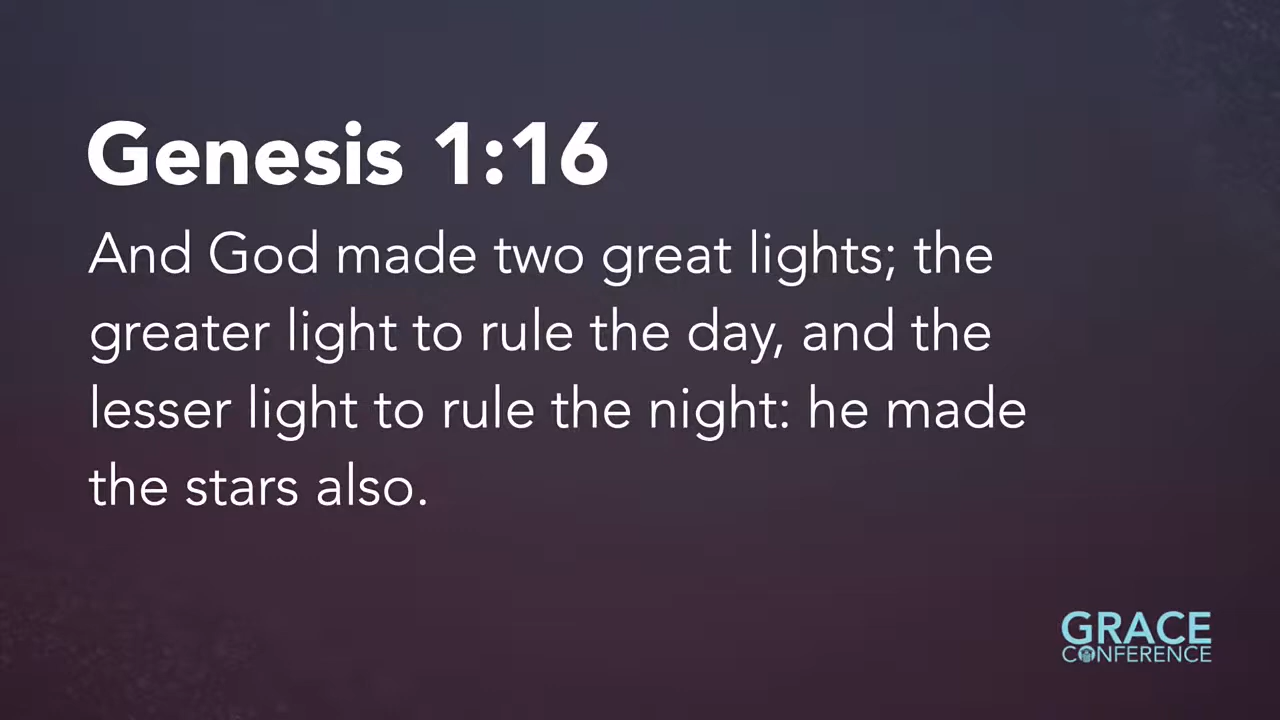 Genesis 1:16
And God made two great lights; the
greater light to rule the day, and the
lesser light to rule the night: he made
the stars also.
GRACE
CONFERENCE